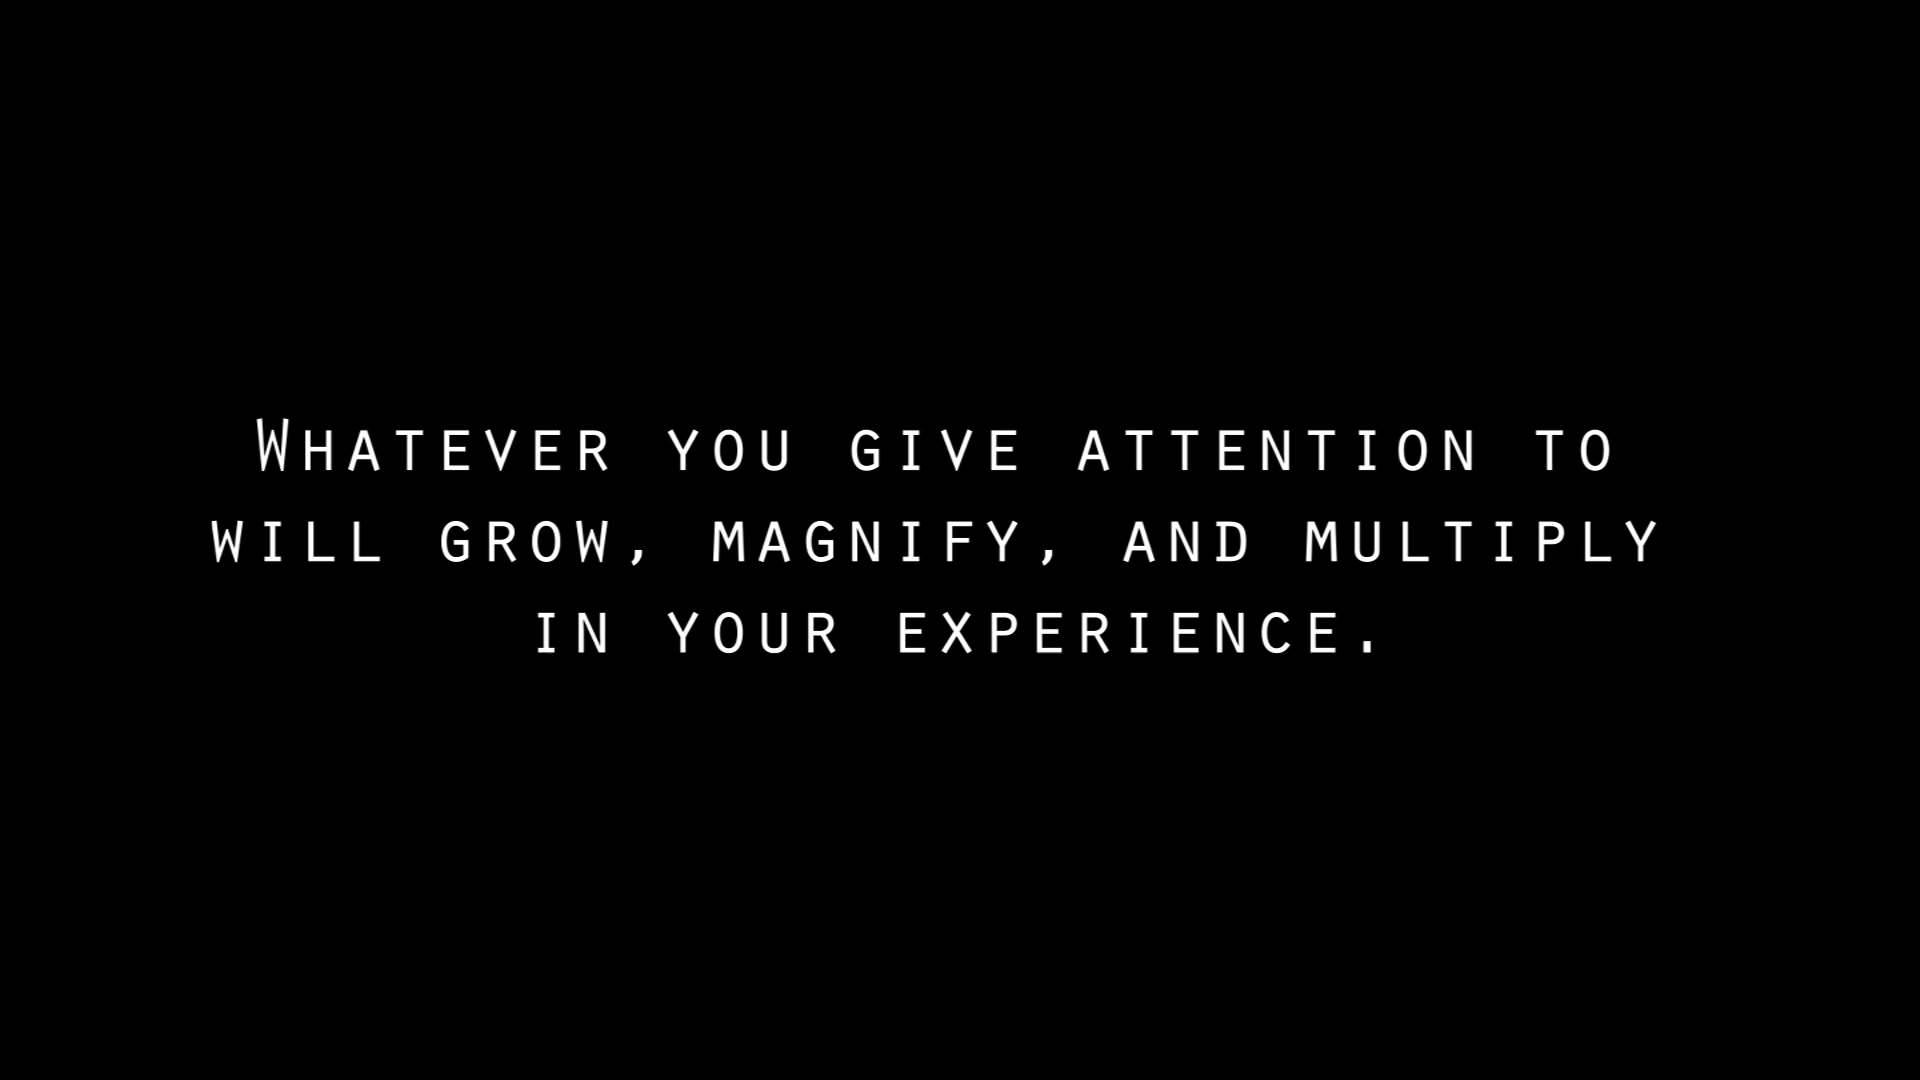 Whatever you give attention to
will grow, magnify, and multiply
in your experience.